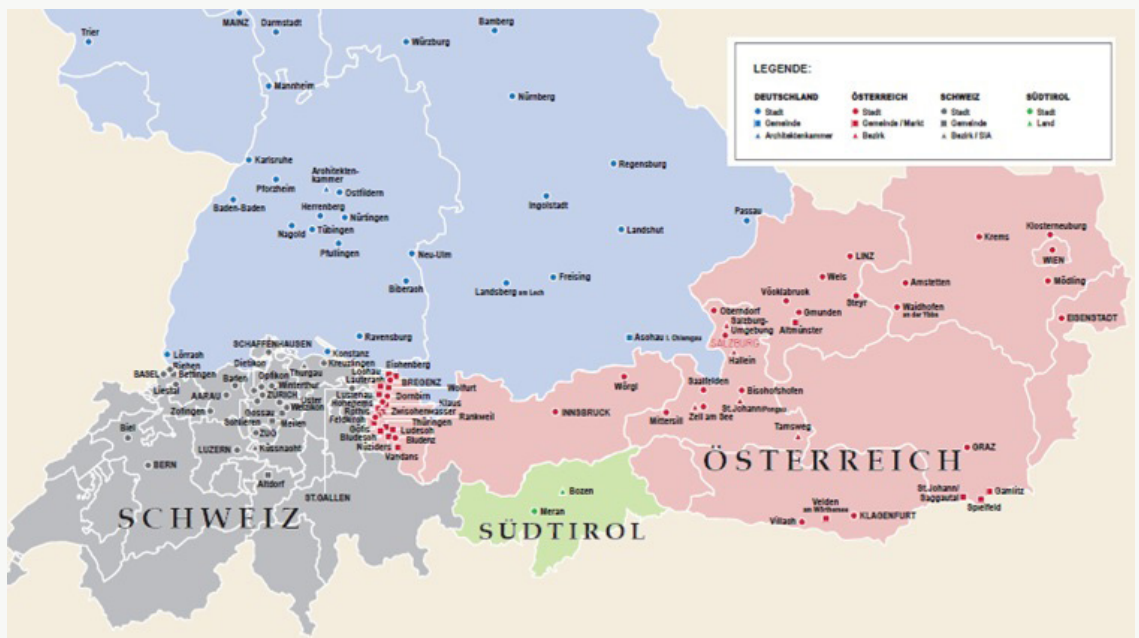 LEGENDE:
DEUTSCHLAND
Stadt
Gemeinde
Architektenkammer
ÖSTERREICH
Stadt
Gemeinde / Markt
Bezirk
SCHWEIZ
Stadt
Gemeinde
Bezirk / SIA
SÜDTIROL
Stadt
Land
Trier
MAINZ
Darmstadt
Bamberg
Würzburg
Mannheim
Nürnberg
Karlsruhe
Pforzheim
Architekten-
kammer
Ostfildern
Baden-Baden
Herrenberg
Nürtingen
Nagold
Tübingen
Pfullingen
Regensburg
Ingolstadt
Landshut
Passau
Neu-Ulm
Biberach
Landsberg am Lech
Freising
Ravensburg
Konstanz
Lörrach
Klosterneuburg
Krems
WIEN
LINZ
Wels
Amstetten
Mödling
Steyr
Vöcklabruck
Gmunden
Waidhofen
an der Ybbs
Altmünster
EISENSTADT
Oberndorf
Salzburg-
Umgebung
SALZBURG
Hallein
SCHAFFENHAUSEN
Riehen
BASEL
Bettingen
Liestal
Dietikon
Thurgau
Kreuzlingen
Baden
Winterthur
AARAU
ZÜRICH
Uster
Wetzikon
Zofingen
Gossau
Meilen
Schlieren
ZUG
Biel
LUZERN
Küssnacht
BERN
Altdorf
ST.GALLEN
SCHWEIZ
Lochau
Eichenberg
Lauterach
BREGENZ
Wolfurt
Lustenau
Dornbirn
Hohenems
Klaus
Röthis
Zwischenwasser
Rankweil
Feldkirch
Thüringen
Göfis
Ludesch
Bludesch
Bludenz
Nüziders
Vandans
Wörgl
INNSBRUCK
Saalfelden
Bischofshofen
Mittersill
Zell am See
St.Johann/Pongau
Tamsweg
GRAZ
ÖSTERREICH
Bozen
Meran
SÜDTIROL
St.Johann/
Saggautal
Gamlitz
Spielfeld
Velden
am Wörthersee
KLAGENFURT
Villach